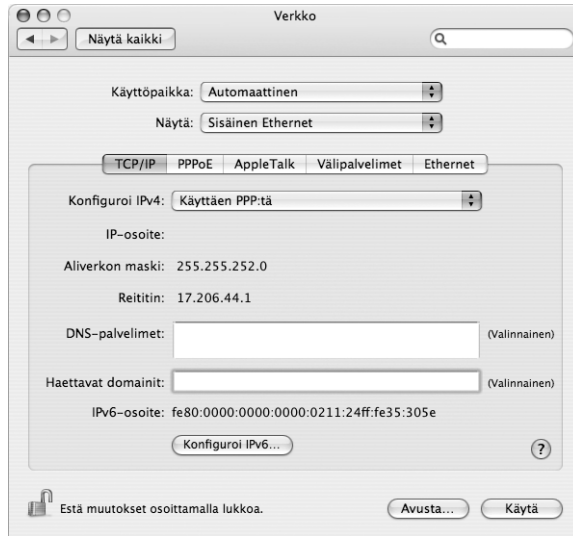 Verkko
Näytä kaikki
Käyttöpaikka: Automaattinen
Näytä: Sisäinen Ethernet
TCP/IP PPPoE AppleTalk Välipalvelimet Ethernet
Konfiguroi IPv4: Käyttäen PPP:tä
IP-osoite:
Aliverkon maski: 255.255.252.0
Reititin: 17.206.44.1
DNS-palvelimet: (Valinnainen)
Haettavat domainit: (Valinnainen)
IPv6-osoite: fe80:0000:0000:0000:0211:24ff:fe35:305e
Konfiguroi IPv6... ?
Estä muutokset osoittamalla lukkoa. Avusta... Käytä